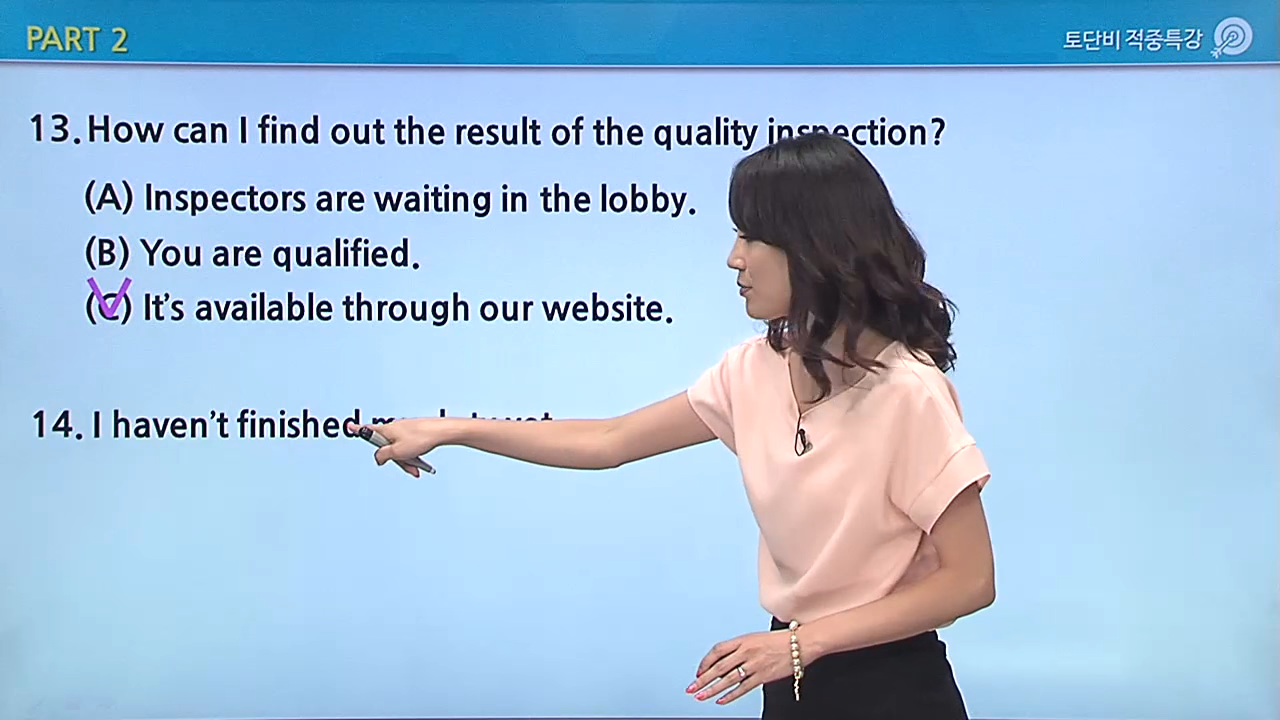 PART 2
토단비 적중특강
13. How can I find out the result of the quality inspection?
(A) Inspectors are waiting in the lobby.
(B) You are qualified.
(C) It's available through our website.
14. I haven't finished yet